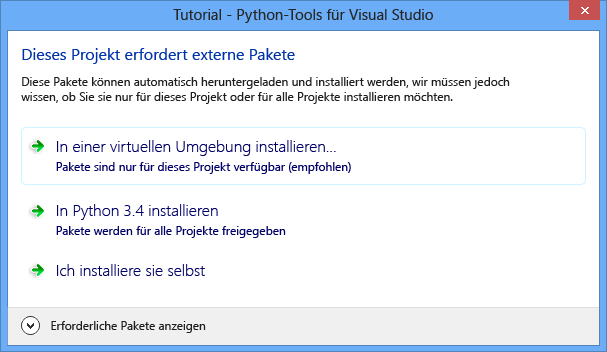 Tutorial - Python-Tools für Visual Studio
Dieses Projekt erfordert externe Pakete
Diese Pakete können automatisch heruntergeladen und installiert werden, wir müssen jedoch
wissen, ob Sie sie nur für dieses Projekt oder für alle Projekte installieren möchten.
In einer virtuellen Umgebung installieren...
Pakete sind nur für dieses Projekt verfügbar (empfohlen)
In Python 3.4 installieren
Pakete werden für alle Projekte freigegeben
Ich installiere sie selbst
Erforderliche Pakete anzeigen